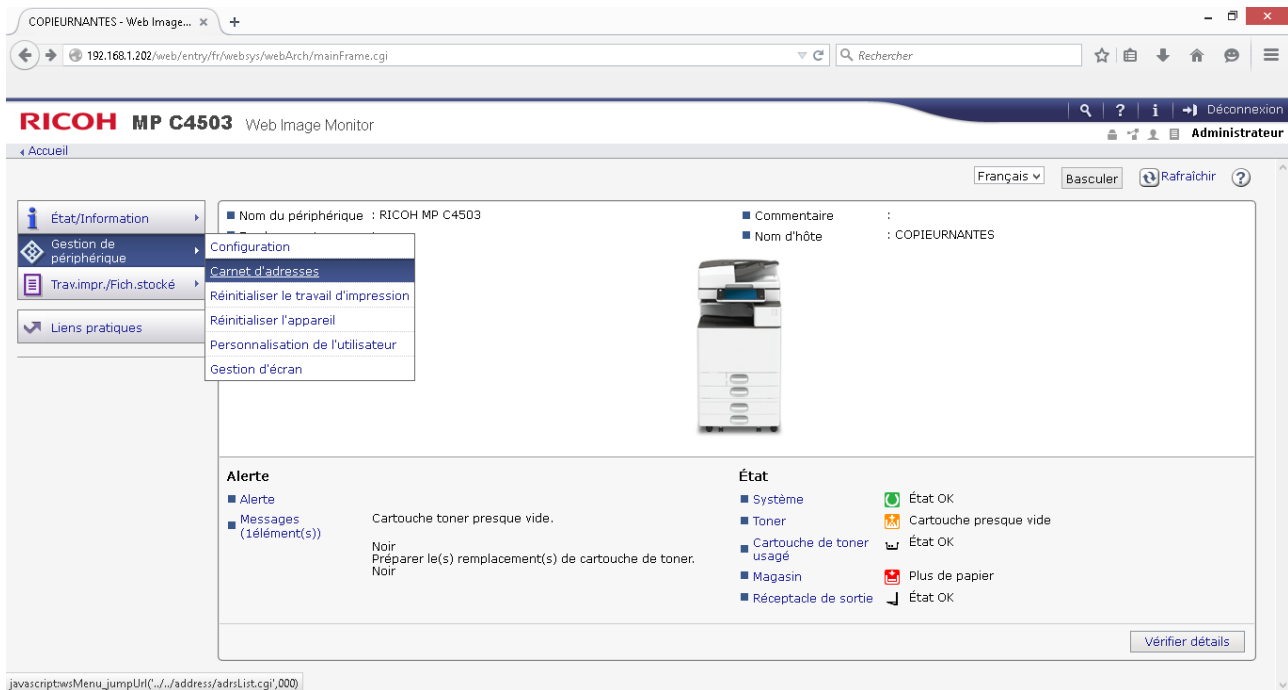 COPIEURNANTES - Web Image...
192.168.1.202/web/entry/fr/websys/webArch/mainFrame.cgi
Rechercher
RICOH MP C4503 Web Image Monitor
Déconnexion
Administrateur
Accueil
Français
Basculer
Rafraîchir
État/Information
Gestion de
périphérique
Trav.impr./Fich.stocké
Liens pratiques
Configuration
Carnet d'adresses
Réinitialiser le travail d'impression
Réinitialiser l'appareil
Personnalisation de l'utilisateur
Gestion d'écran
Nom du périphérique : RICOH MP C4503
Commentaire :
Nom d'hôte : COPIEURNANTES
Alerte
Alerte
Messages
(1élément(s))
Cartouche toner presque vide.
Noir
Préparer le(s) remplacement(s) de cartouche de toner.
Noir
État
Système État OK
Toner Cartouche presque vide
Cartouche de toner
usagé État OK
Magasin Plus de papier
Réceptacle de sortie État OK
Vérifier détails
javascript:wsMenu_jumpUrl('../../address/adrsList.cgi',000)